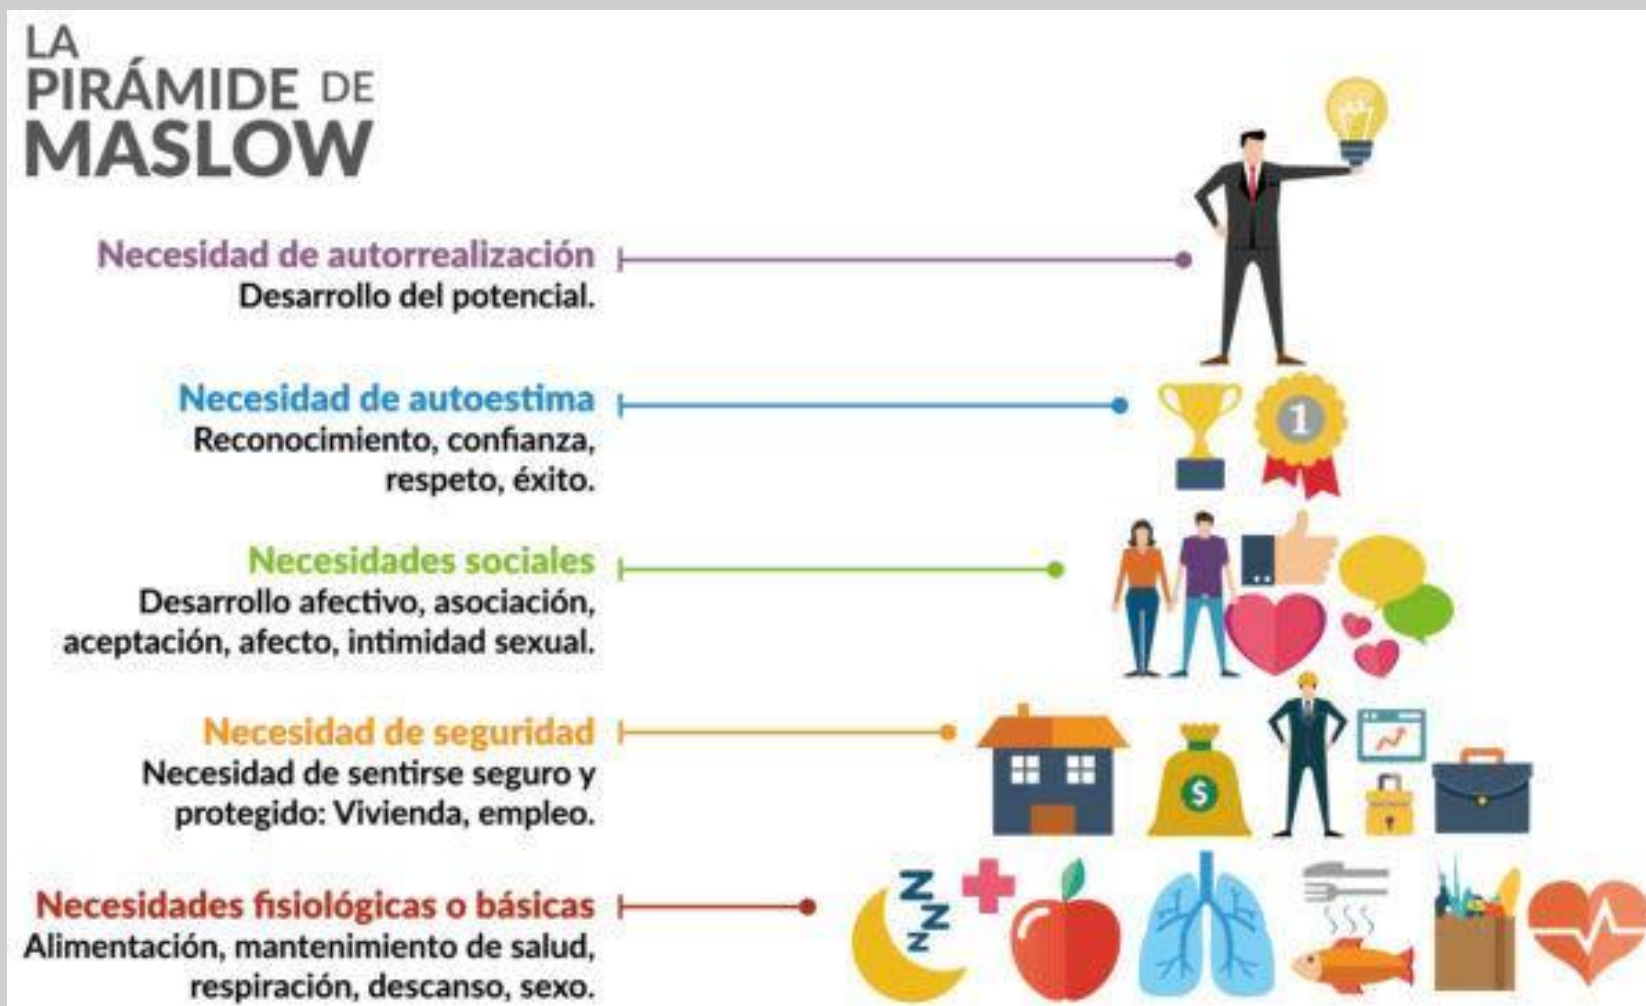 LA
PIRÁMIDE DE
MASLOW
Necesidad de autorrealización
Desarrollo del potencial.
Necesidad de autoestima
Reconocimiento, confianza,
respeto, éxito.
1
Necesidades sociales
Desarrollo afectivo, asociación,
aceptación, afecto, intimidad sexual.
Necesidad de seguridad
Necesidad de sentirse seguro y
protegido: Vivienda, empleo.
$
Necesidades fisiológicas o básicas
Alimentación, mantenimiento de salud,
respiración, descanso, sexo.
Z
Z
Z